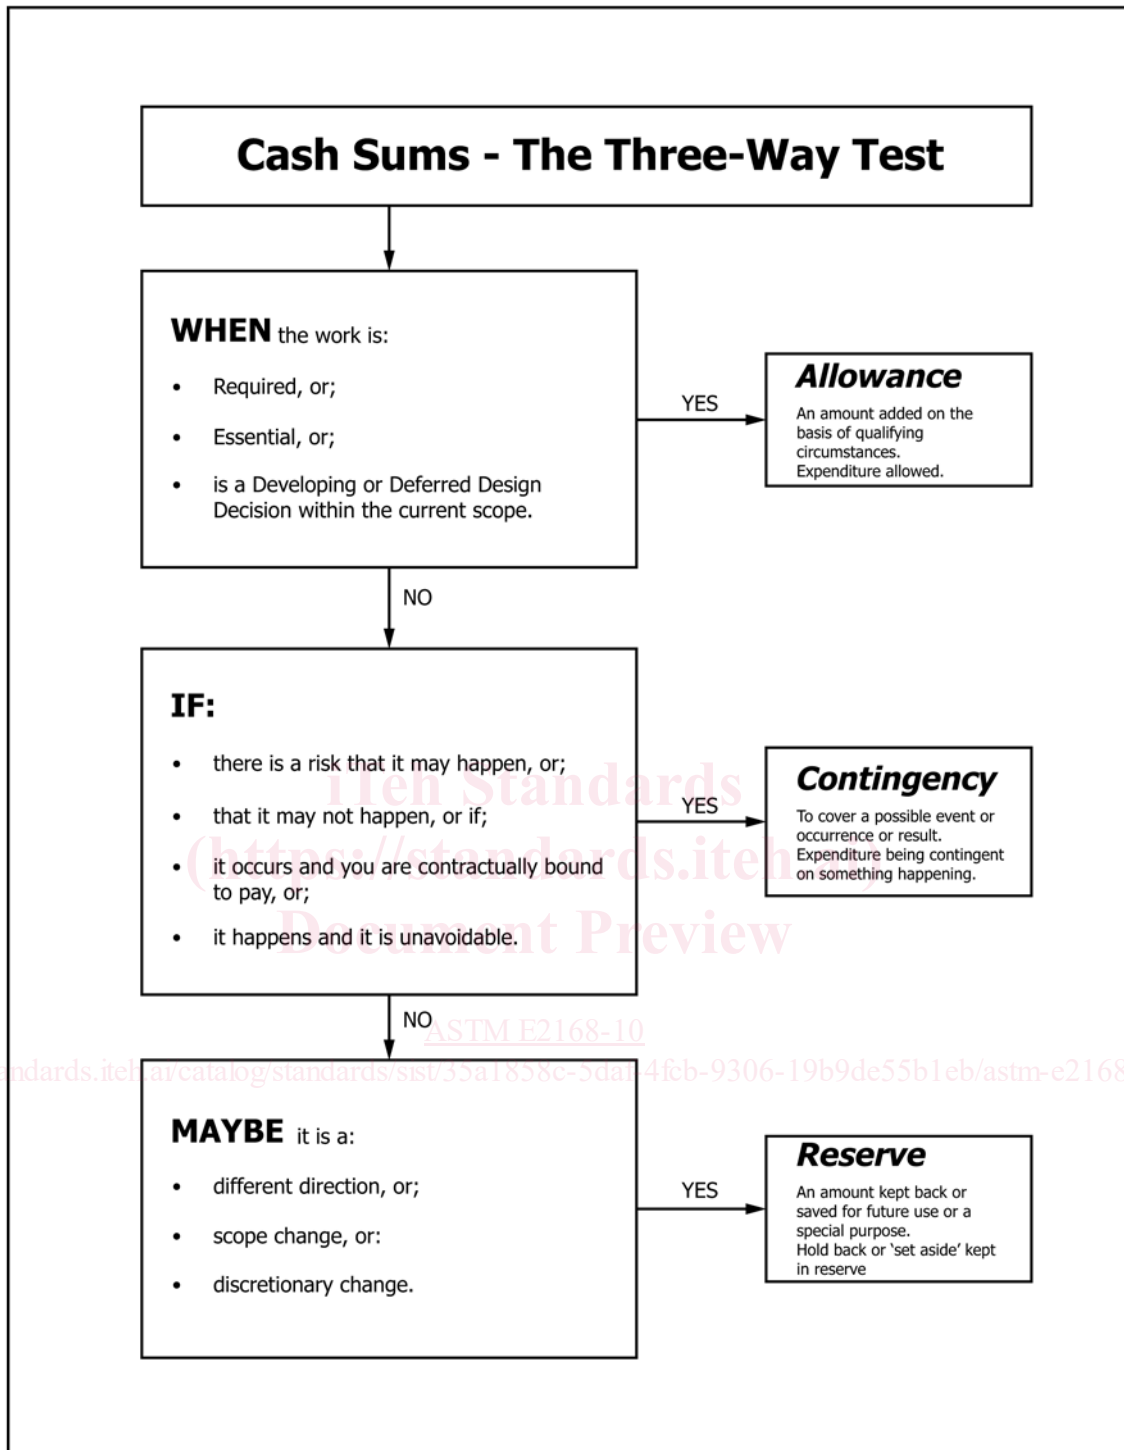 Cash Sums - The Three-Way Test
WHEN the work is:
• Required, or;
• Essential, or;
• is a Developing or Deferred Design
Decision within the current scope.
YES
Allowance
An amount added on the
basis of qualifying
circumstances.
Expenditure allowed.
NO
IF:
• there is a risk that it may happen, or;
• that it may not happen, or if;
• it occurs and you are contractually bound
to pay, or;
• it happens and it is unavoidable.
YES
Contingency
To cover a possible event or
occurrence or result.
Expenditure being contingent
on something happening.
iTeh Standards
(https://standards.iteh.ai)
Document Preview
NO
ASTM E2168-10
andards.iteh.ai/catalog/standards/sist/35a1858c-5daf-4fcb-9306-19b9de55b1eb/astm-e2168
MAYBE it is a:
• different direction, or;
• scope change, or:
• discretionary change.
YES
Reserve
An amount kept back or
saved for future use or a
special purpose.
Hold back or ‘set aside’ kept
in reserve